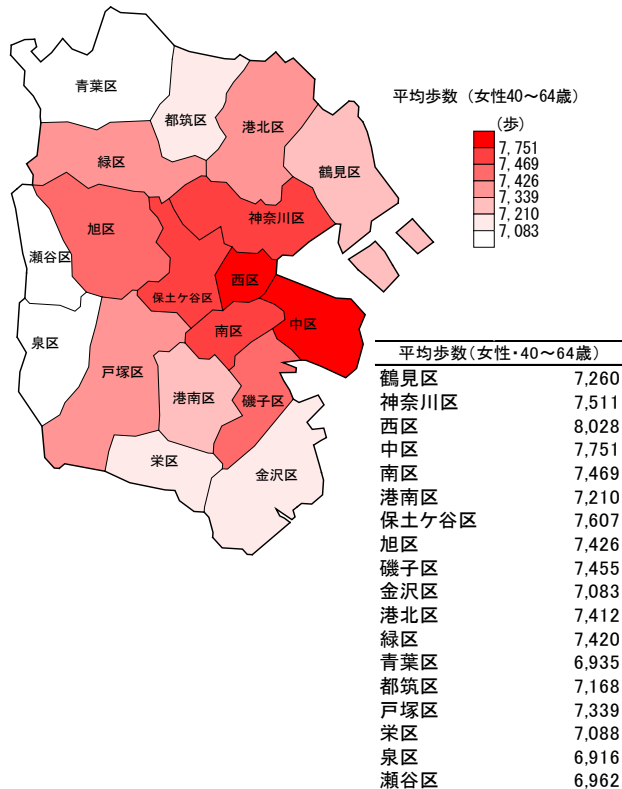 青葉区
都筑区
港北区
緑区
鶴見区
神奈川区
旭区
瀬谷区
西区
保土ケ谷区
中区
南区
泉区
戸塚区
港南区
磯子区
栄区
金沢区
平均歩数 (女性40～64歳)
(歩)
7,751
7,469
7,426
7,339
7,210
7,083
平均歩数(女性・40～64歳)
鶴見区 7,260
神奈川区 7,511
西区 8,028
中区 7,751
南区 7,469
港南区 7,210
保土ケ谷区 7,607
旭区 7,426
磯子区 7,455
金沢区 7,083
港北区 7,412
緑区 7,420
青葉区 6,935
都筑区 7,168
戸塚区 7,339
栄区 7,088
泉区 6,916
瀬谷区 6,962